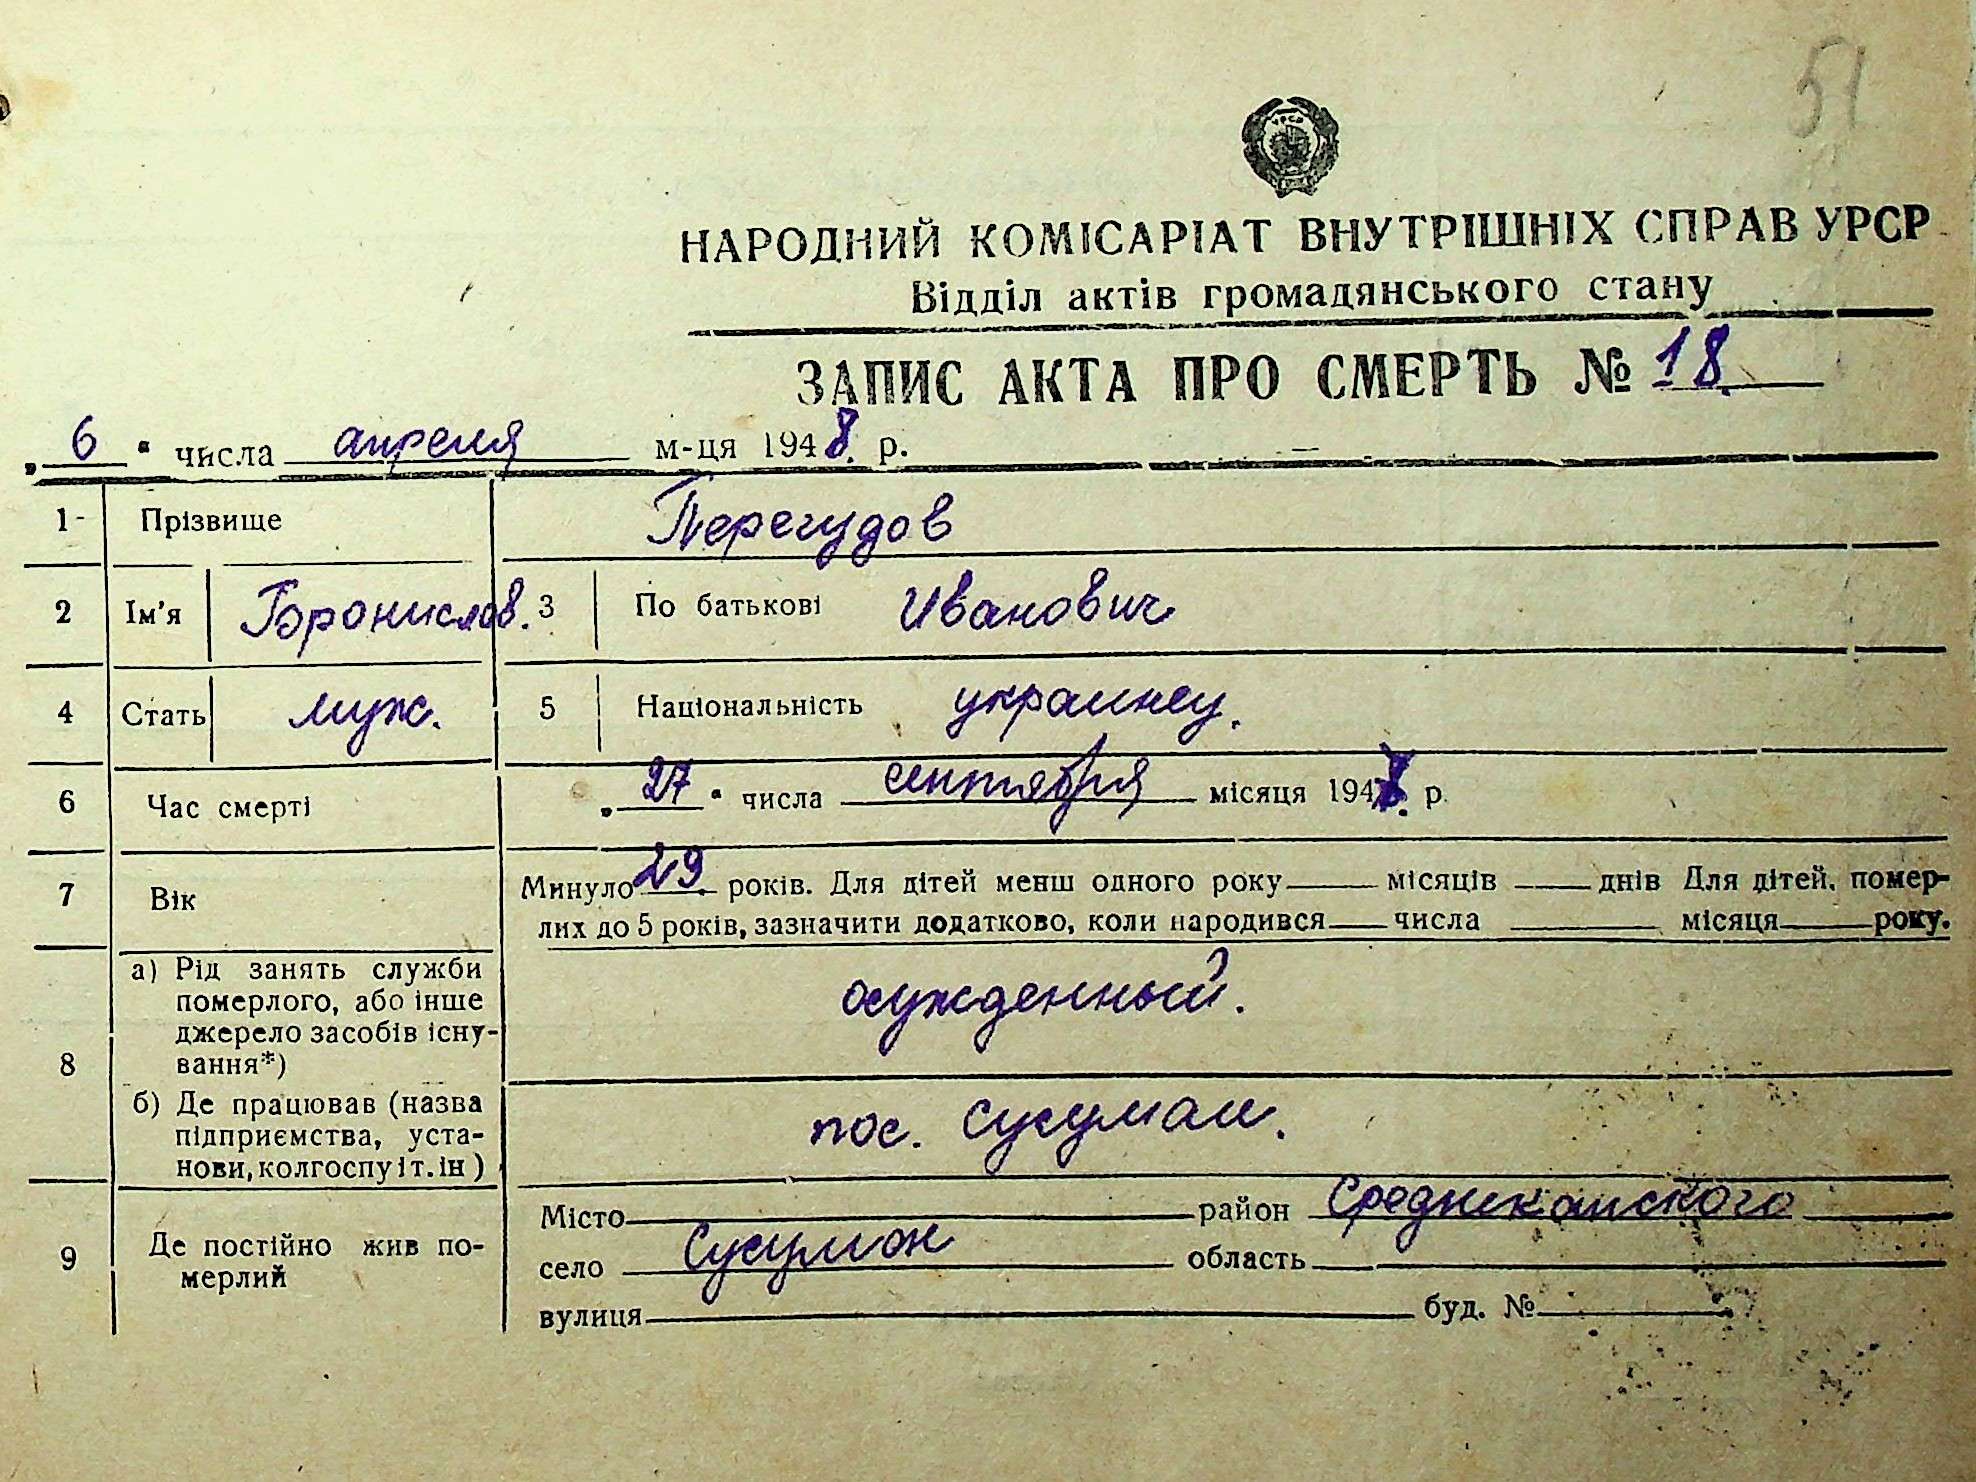 51
УРСР
НАРОДНИЙ КОМІСАРІАТ ВНУТРІШНІХ СПРАВ УРСР
Відділ актів громадянського стану
ЗАПИС АКТА ПРО СМЕРТЬ № 18.
„ 6 “ числа апреля м-ця 1948. р.
1 Прізвище Перегудов
2 Ім'я Бронислав. 3 По батькові Иванович
4 Стать муж. 5 Національність украинец.
6 Час смерті „ 27 “ числа сентября місяця 194 р.
7 Вік Минуло 29. років. Для дітей менш одного року місяців днів Для дітей, помер-
лих до 5 років, зазначити додатково, коли народився числа місяця року.
8 а) Рід занять служби
померлого, або інше
джерело засобів існу-
вання*)
осужденный.
б) Де працював (назва
підприємства, уста-
нови, колгоспу і т. ін)
пос. Сусуман.
9 Де постійно жив по-
мерлий
Місто район Среднеканского
село Сусуман область
вулиця буд. №